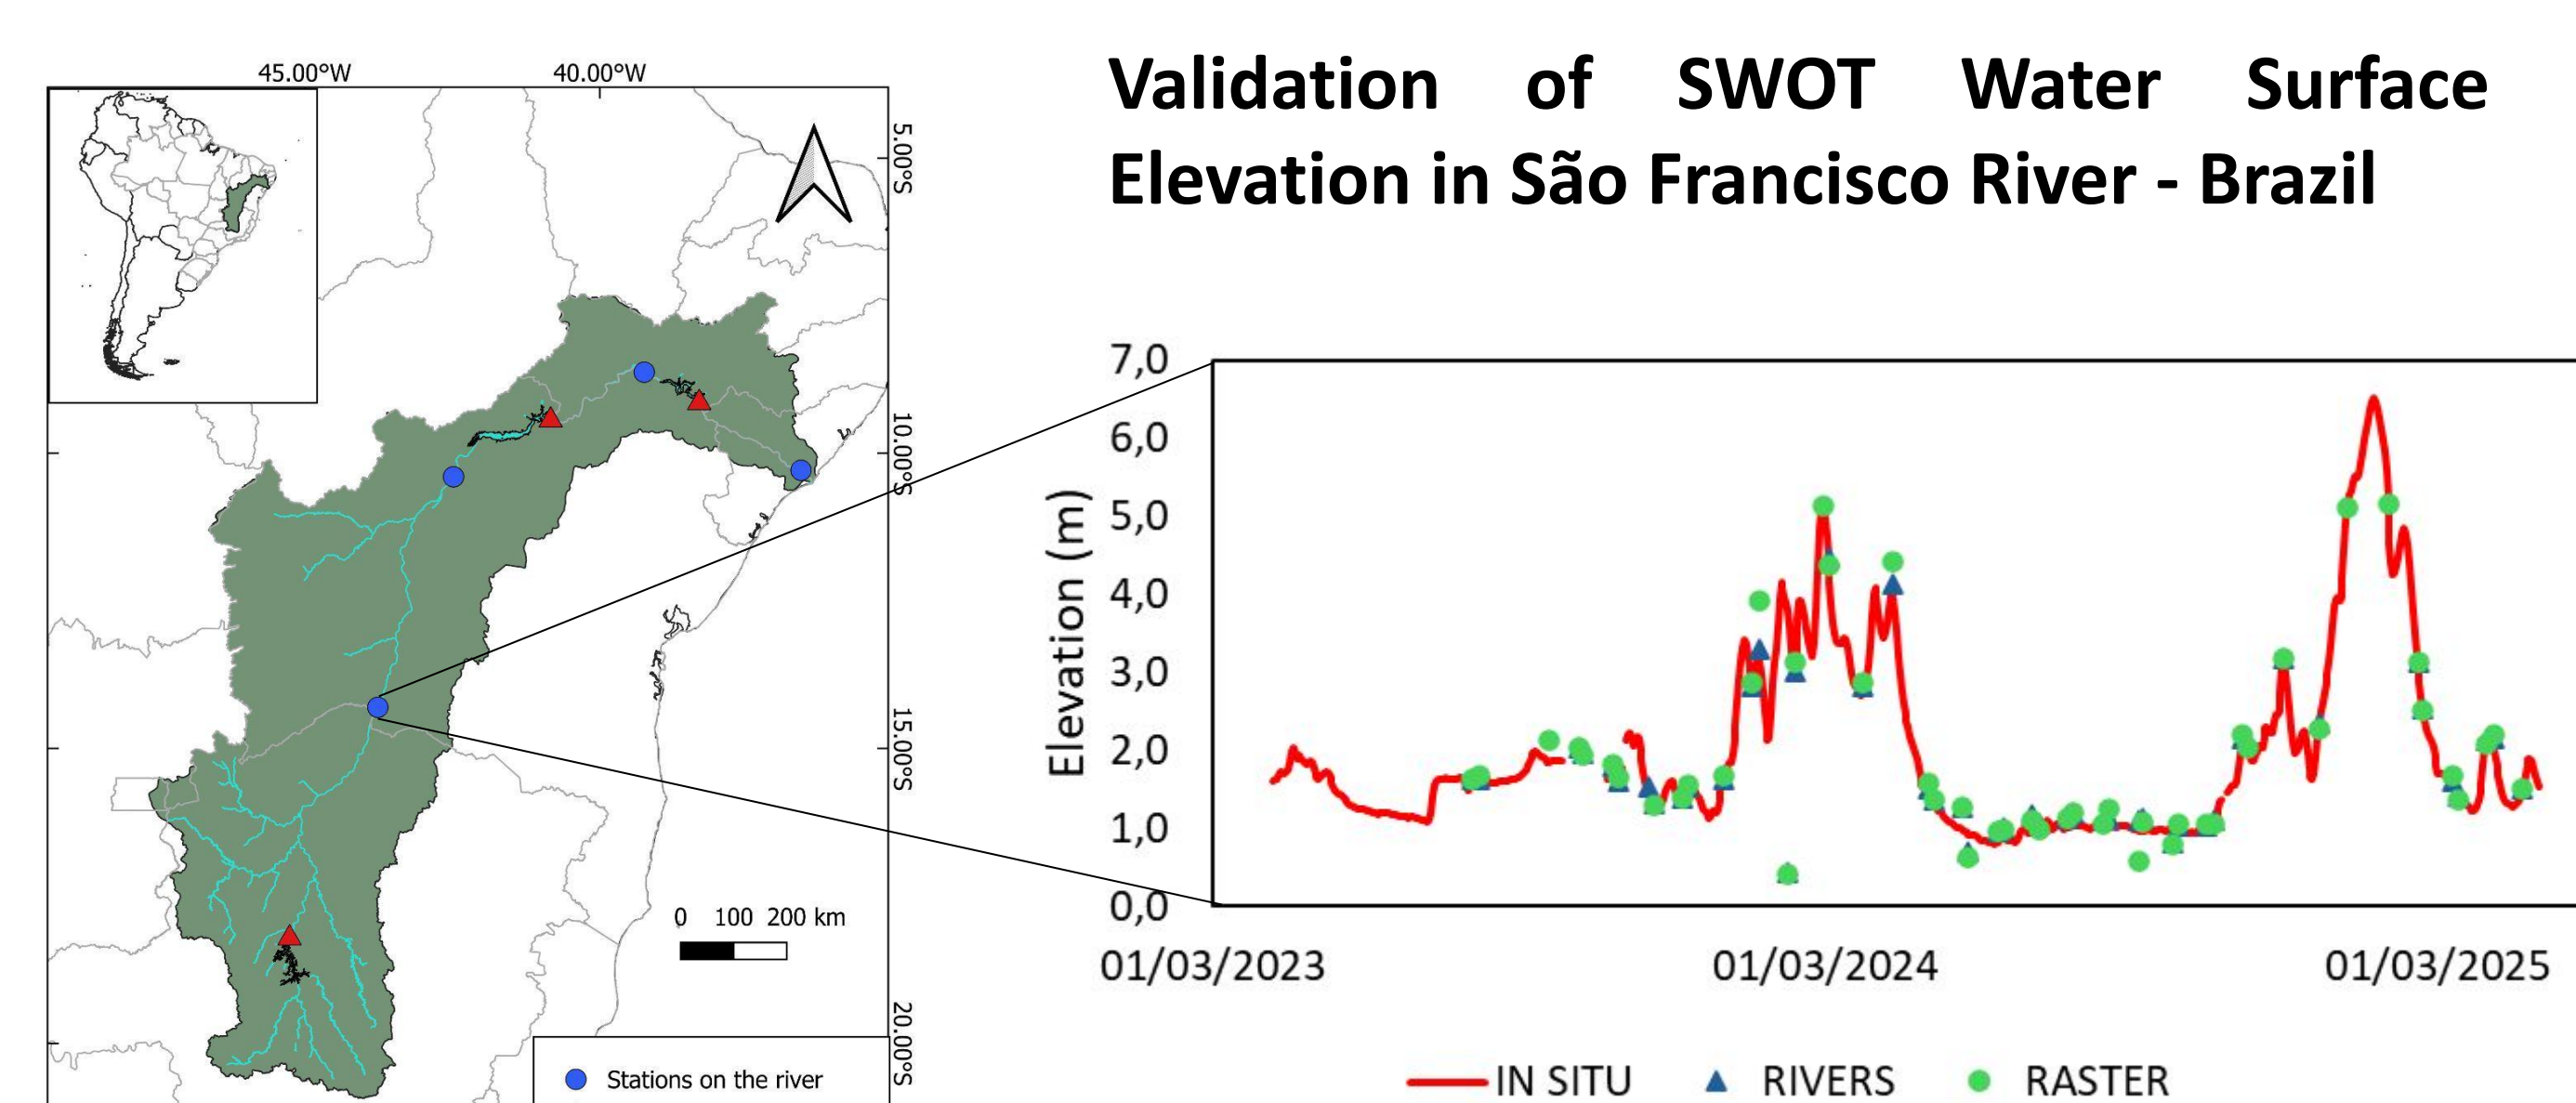 Validation of SWOT Water Surface
Elevation in São Francisco River - Brazil
45.00°W 40.00°W
5.00°S
10.00°S
15.00°S
20.00°S
0 100 200 km
Stations on the river
Elevation (m)
7,0
6,0
5,0
4,0
3,0
2,0
1,0
0,0
01/03/2023 01/03/2024 01/03/2025
IN SITU RIVERS RASTER